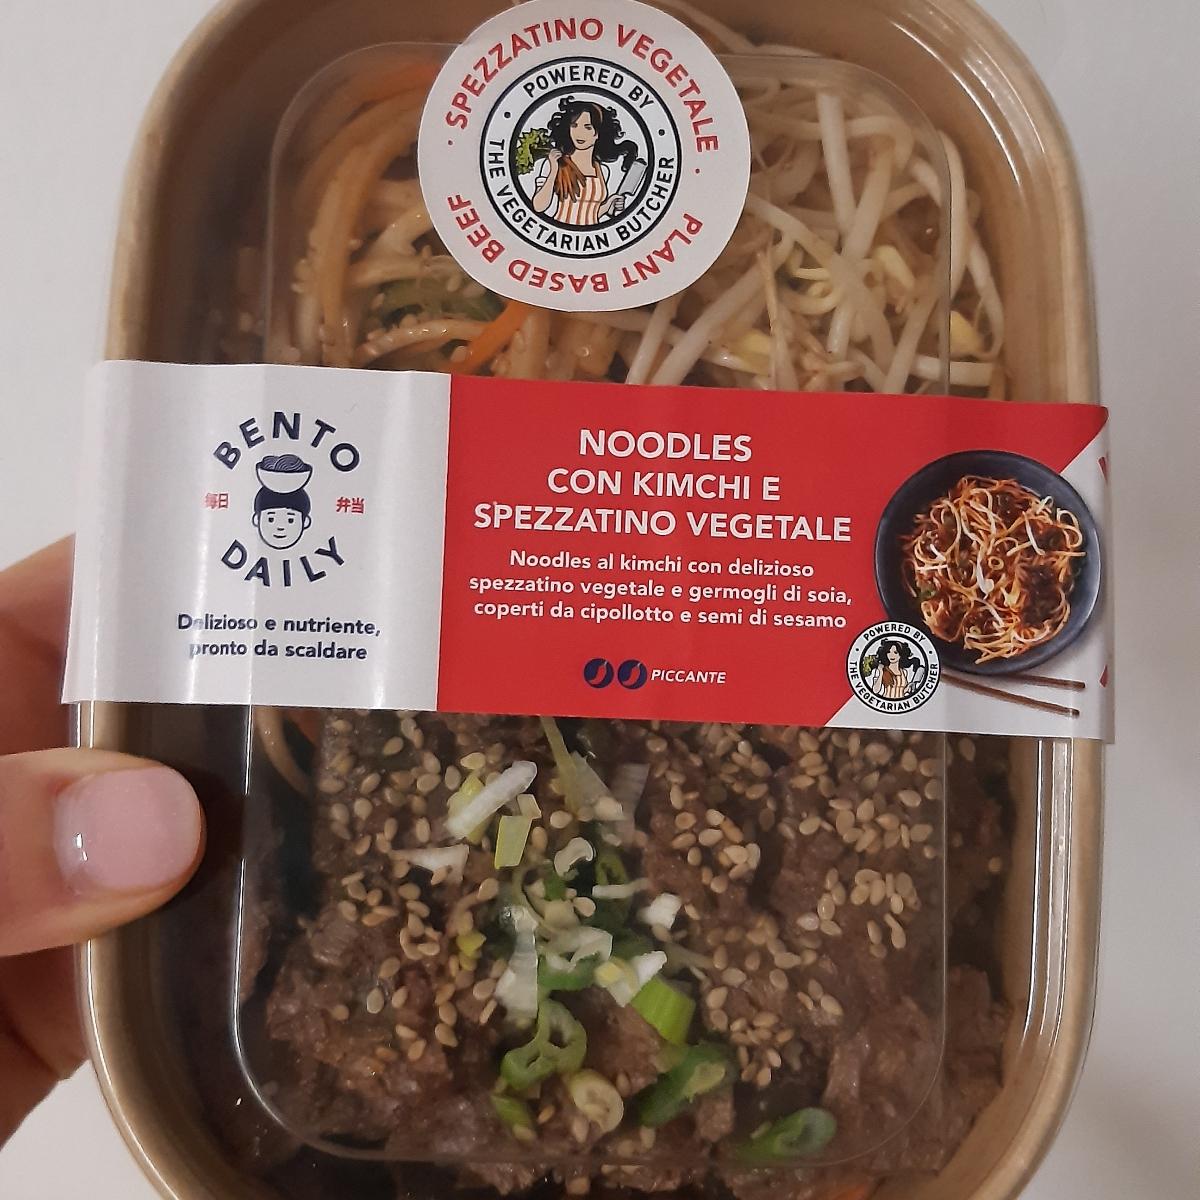 SPEZZATINO VEGETALE
PLANT BASED BEEF
POWERED BY
THE VEGETARIAN BUTCHER
BENTO
毎日 弁当
DAILY
Delizioso e nutriente,
pronto da scaldare
NOODLES
CON KIMCHI E
SPEZZATINO VEGETALE
Noodles al kimchi con delizioso
spezzatino vegetale e germogli di soia,
coperti da cipollotto e semi di sesamo
PICCANTE
POWERED BY
THE VEGETARIAN BUTCHER